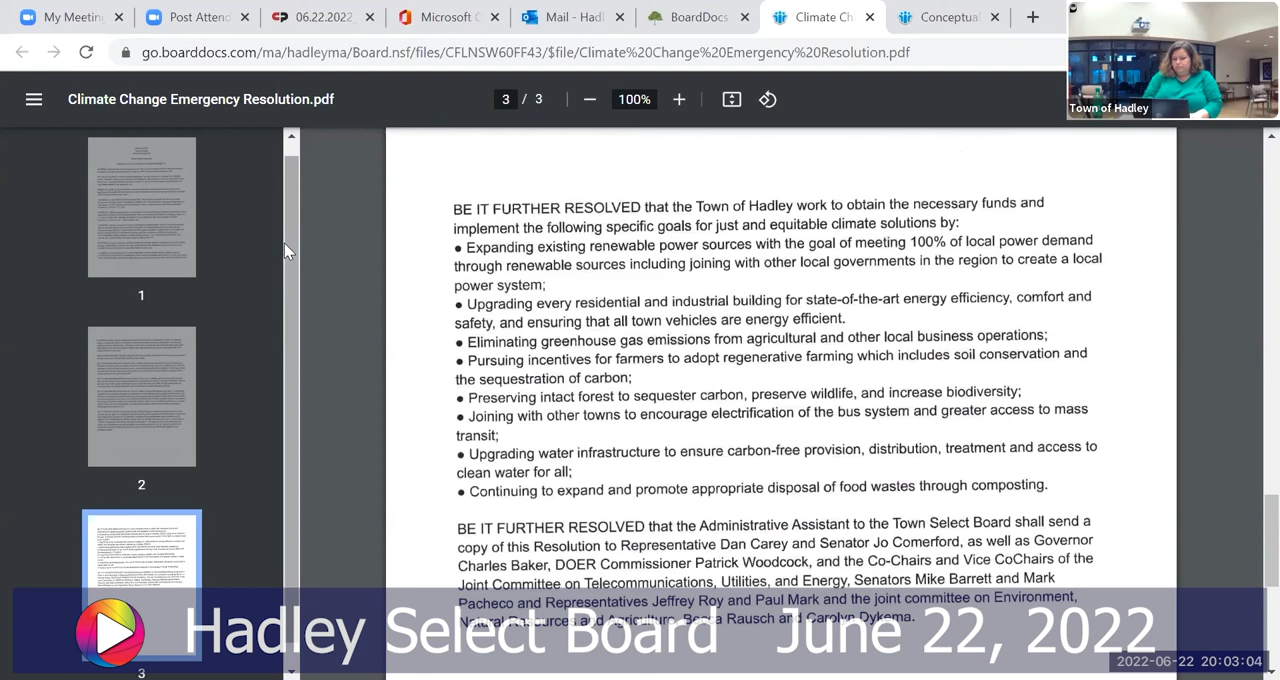 My Meetin
Post Attend
06.22.2022
Microsoft C
Mail - Hadl
BoardDocs
Climate Ch
Conceptual
go.boarddocs.com/ma/hadleyma/Board.nsf/files/CFLNSW60FF43/$file/Climate%20Change%20Emergency%20Resolution.pdf
Town of Hadley
Climate Change Emergency Resolution.pdf
3 / 3
100%
1
2
3
BE IT FURTHER RESOLVED that the Town of Hadley work to obtain the necessary funds and
implement the following specific goals for just and equitable climate solutions by:
● Expanding existing renewable power sources with the goal of meeting 100% of local power demand
through renewable sources including joining with other local governments in the region to create a local
power system;
● Upgrading every residential and industrial building for state-of-the-art energy efficiency, comfort and
safety, and ensuring that all town vehicles are energy efficient.
● Eliminating greenhouse gas emissions from agricultural and other local business operations;
● Pursuing incentives for farmers to adopt regenerative farming which includes soil conservation and
the sequestration of carbon;
● Preserving intact forest to sequester carbon, preserve wildlife, and increase biodiversity;
● Joining with other towns to encourage electrification of the bus system and greater access to mass
transit;
● Upgrading water infrastructure to ensure carbon-free provision, distribution, treatment and access to
clean water for all;
● Continuing to expand and promote appropriate disposal of food wastes through composting.
BE IT FURTHER RESOLVED that the Administrative Assistant to the Town Select Board shall send a
copy of this Resolution to Representative Dan Carey and Senator Jo Comerford, as well as Governor
Charles Baker, DOER Commissioner Patrick Woodcock, and the Co-Chairs and Vice CoChairs of the
Joint Committee on Telecommunications, Utilities, and Energy, Senators Mike Barrett and Mark
Pacheco and Representatives Jeffrey Roy and Paul Mark and the joint committee on Environment,
Natural Resources and Agriculture, Becca Rausch and Carolyn Dykema.
Hadley Select Board June 22, 2022
2022-06-22 20:03:04